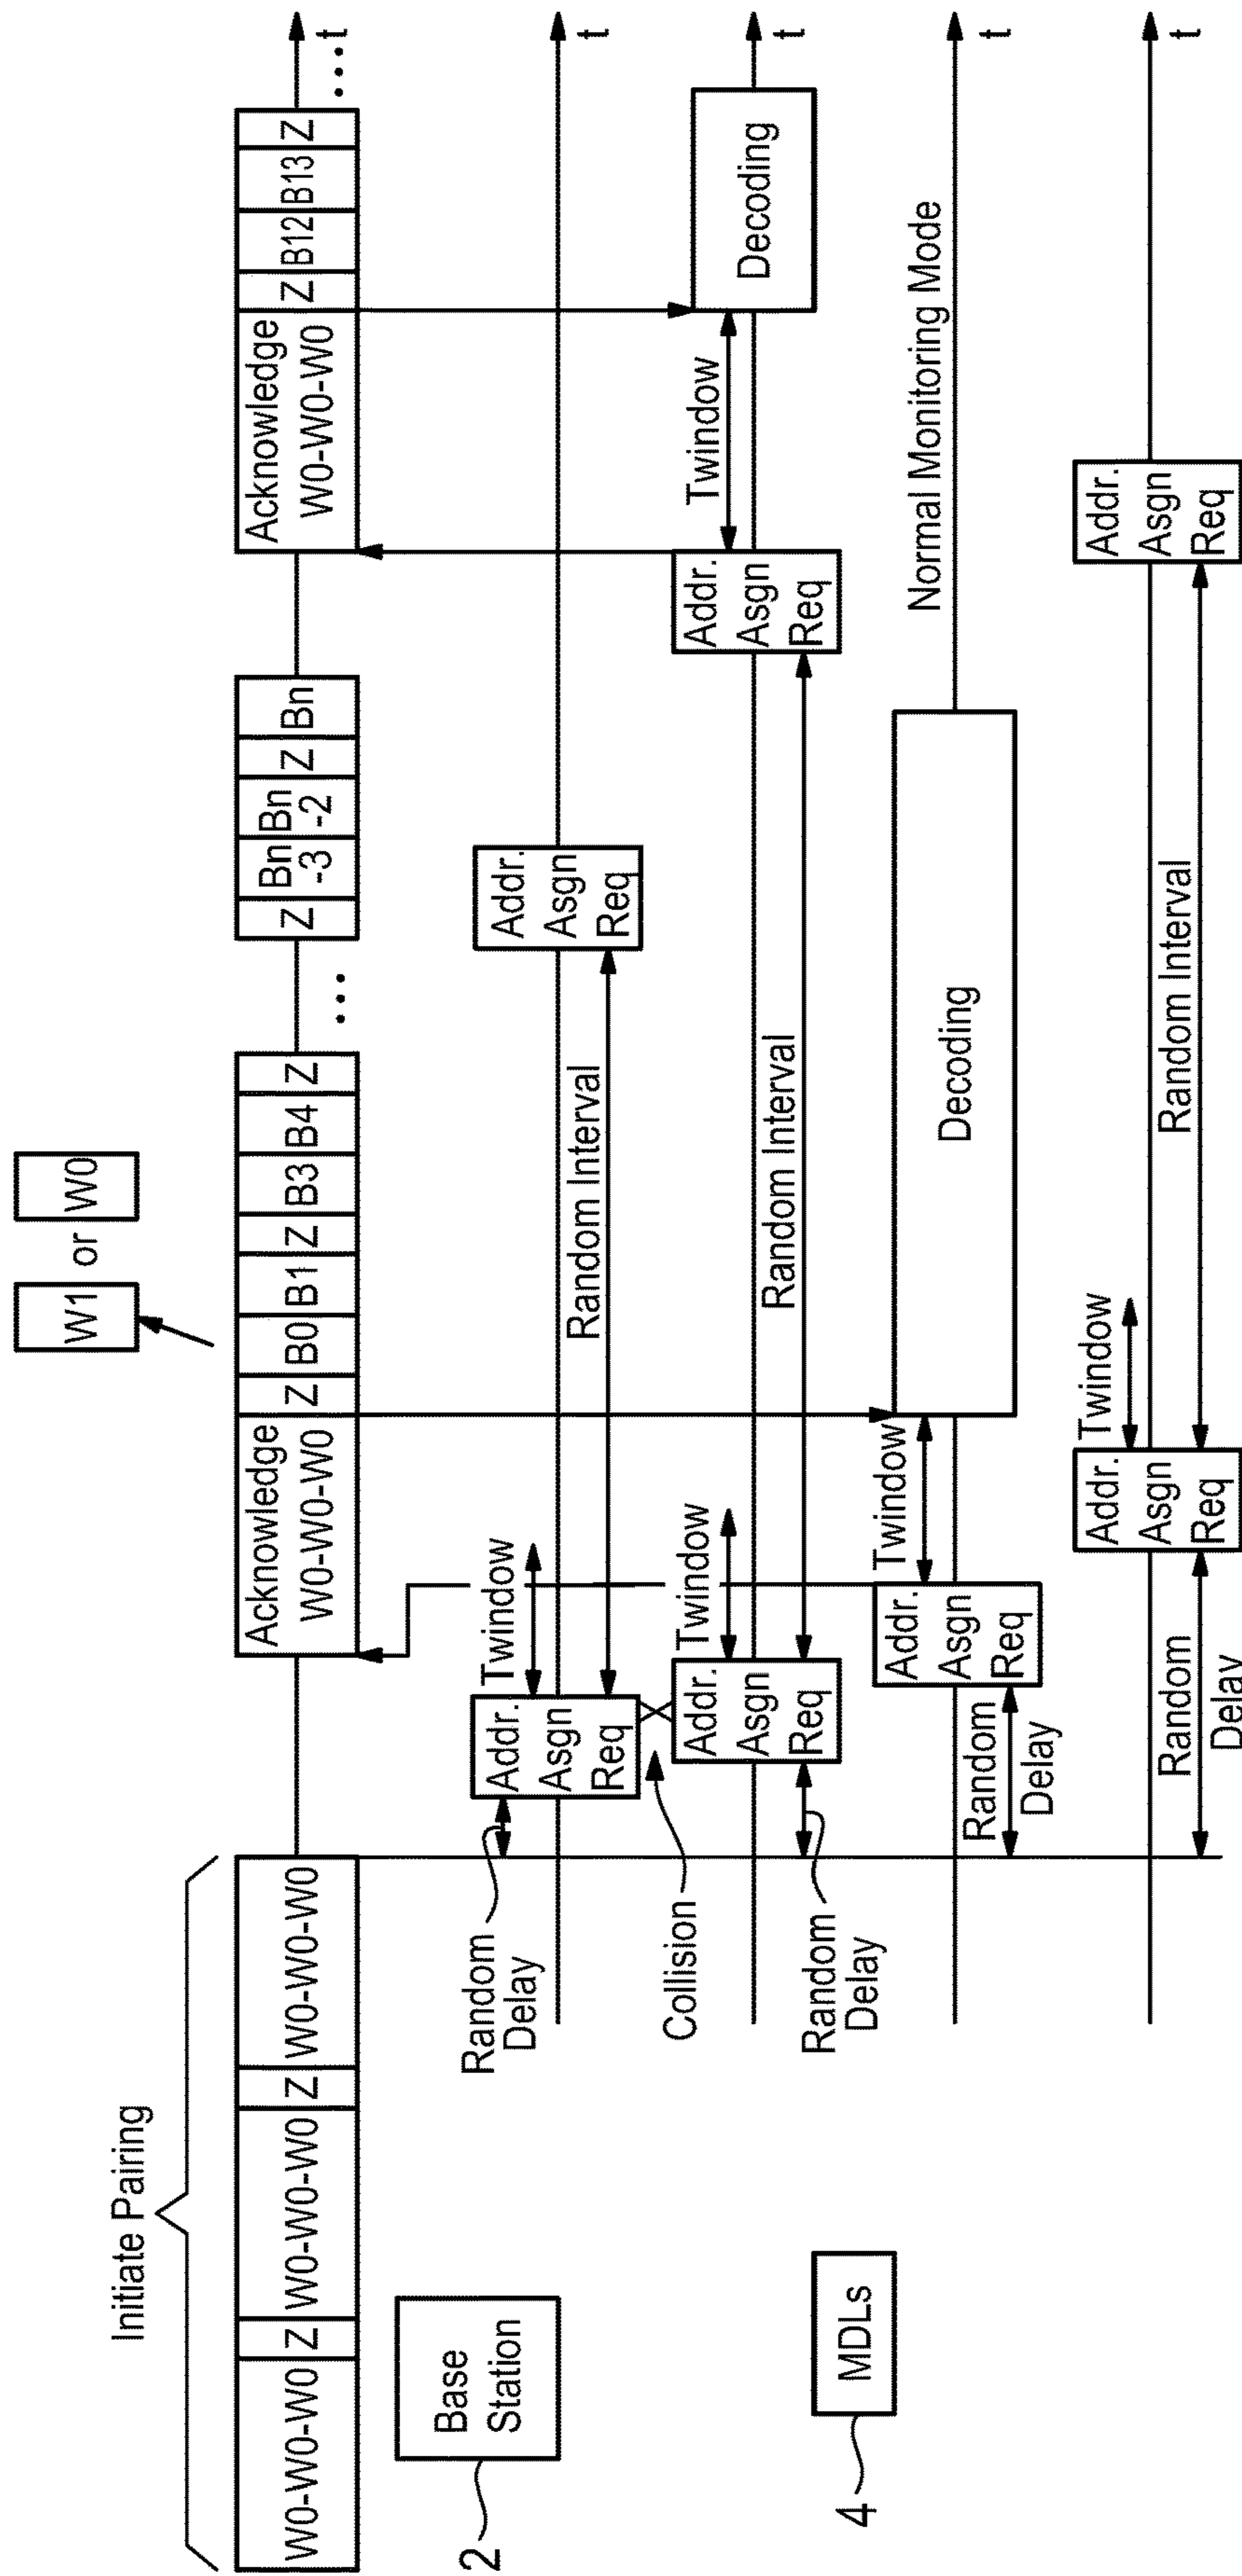 Initiate Pairing
W0-W0-W0
Z
W0-W0-W0
Z
W0-W0-W0
Acknowledge
W0-W0-W0
Z
B0
B1
Z
B3
B4
Z
...
Z
Bn
-3
Bn
-2
Z
Bn
Acknowledge
W0-W0-W0
Z
B12
B13
Z
...
t
W1
or
W0
Base
Station
2
MDLs
4
Random
Delay
Addr.
Asgn
Req
Twindow
Random Interval
Addr.
Asgn
Req
t
Collision
Random
Delay
Addr.
Asgn
Req
Twindow
Random Interval
Addr.
Asgn
Req
Twindow
Decoding
t
Random
Delay
Addr.
Asgn
Req
Twindow
Decoding
Normal Monitoring Mode
t
Random
Delay
Addr.
Asgn
Req
Twindow
Random Interval
Addr.
Asgn
Req
t